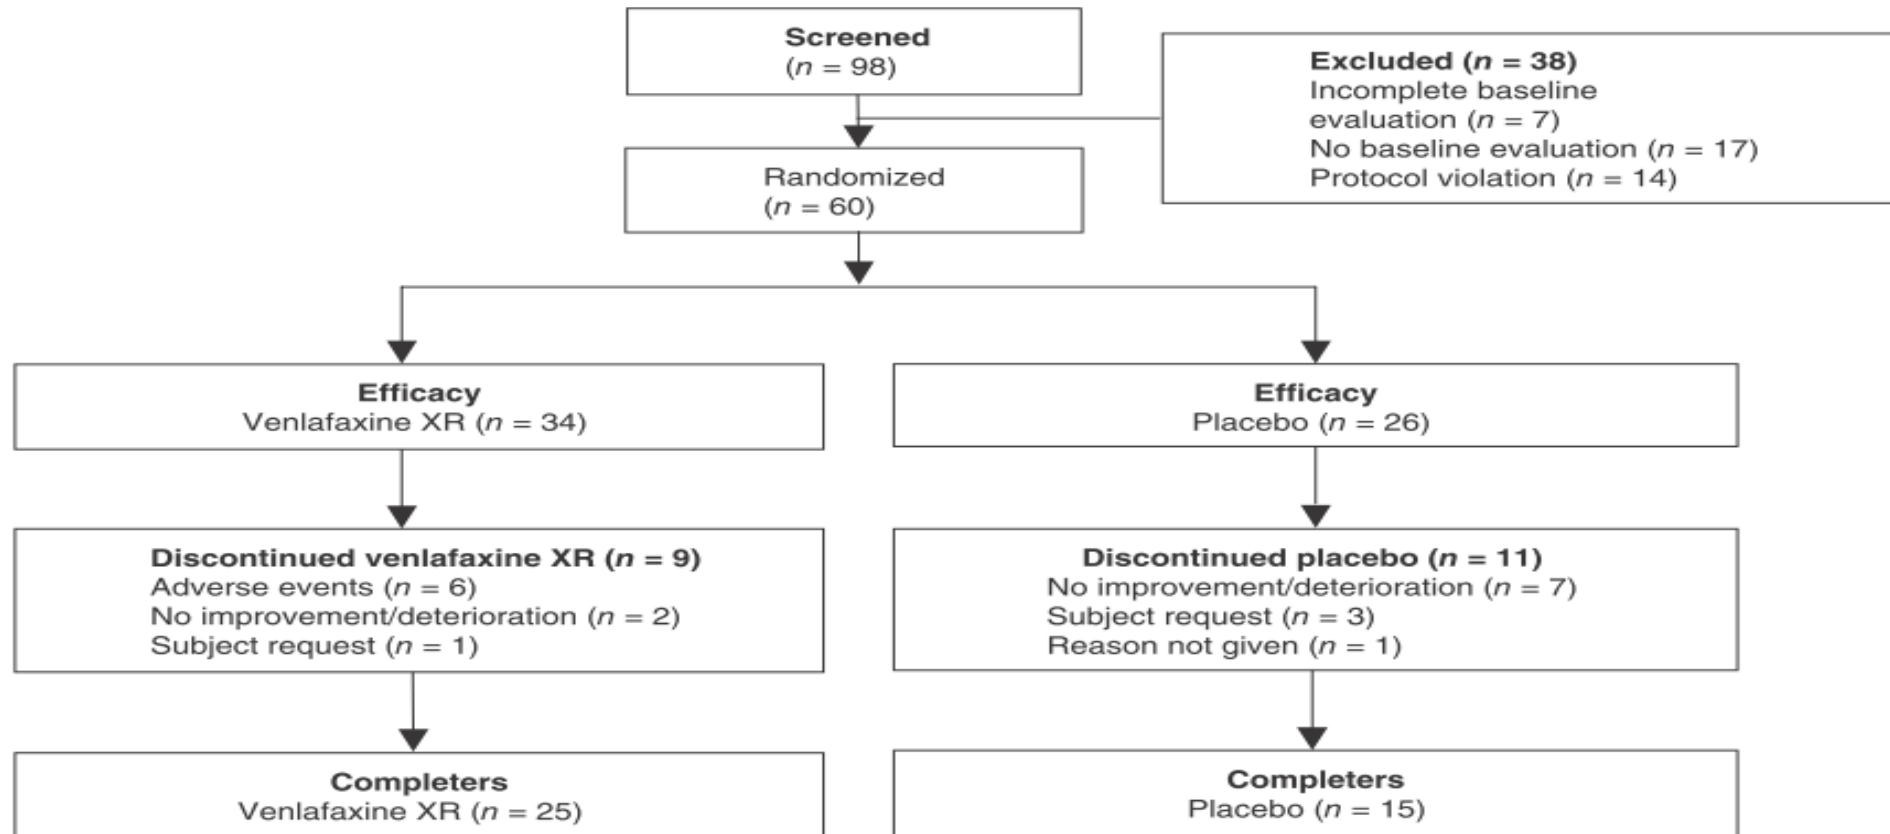 Screened
(n = 98)
Excluded (n = 38)
Incomplete baseline
evaluation (n = 7)
No baseline evaluation (n = 17)
Protocol violation (n = 14)
Randomized
(n = 60)
Efficacy
Venlafaxine XR (n = 34)
Efficacy
Placebo (n = 26)
Discontinued venlafaxine XR (n = 9)
Adverse events (n = 6)
No improvement/deterioration (n = 2)
Subject request (n = 1)
Discontinued placebo (n = 11)
No improvement/deterioration (n = 7)
Subject request (n = 3)
Reason not given (n = 1)
Completers
Venlafaxine XR (n = 25)
Completers
Placebo (n = 15)